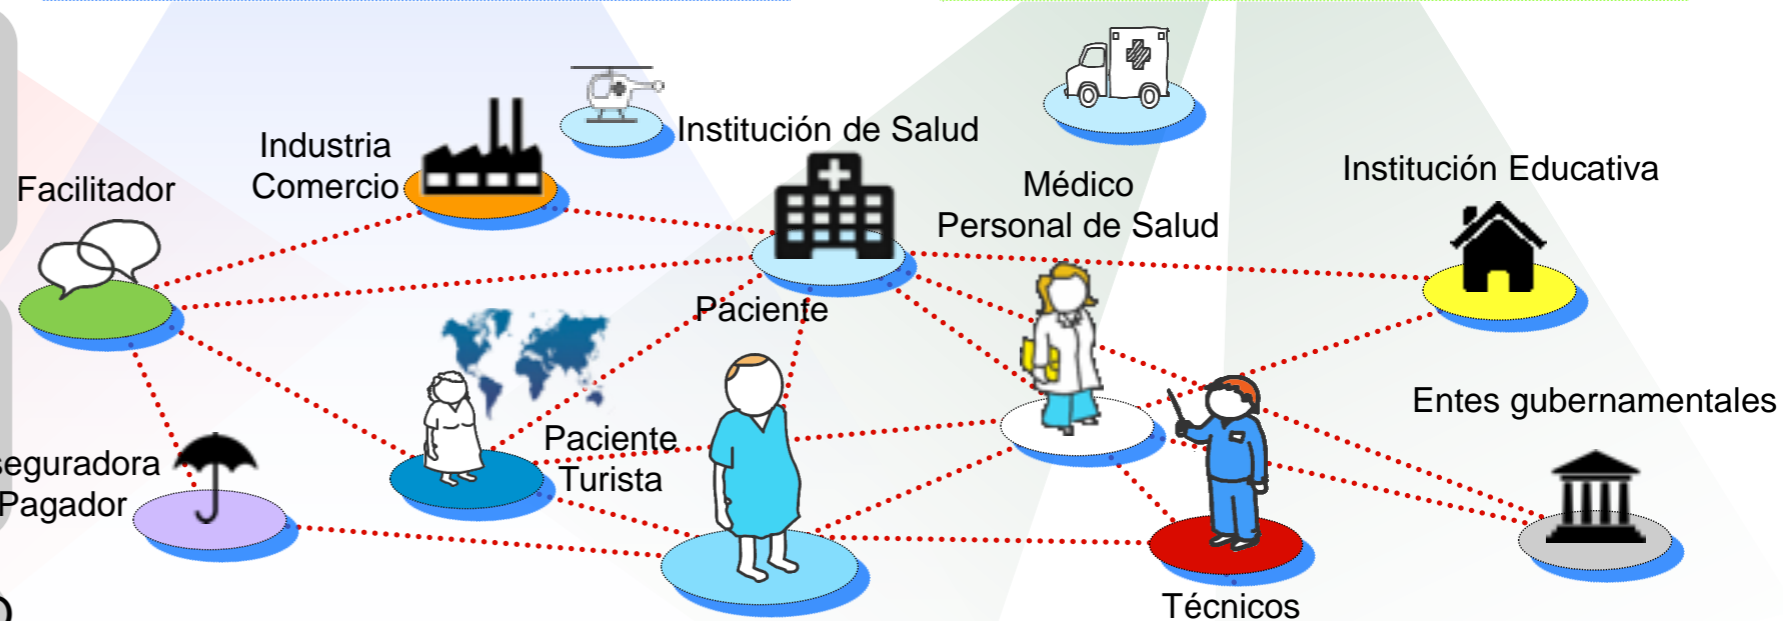 Industria
Comercio
Institución de Salud
Facilitador
Médico
Personal de Salud
Institución Educativa
Paciente
Paciente
Turista
Entes gubernamentales
seguradora
Pagador
Técnicos